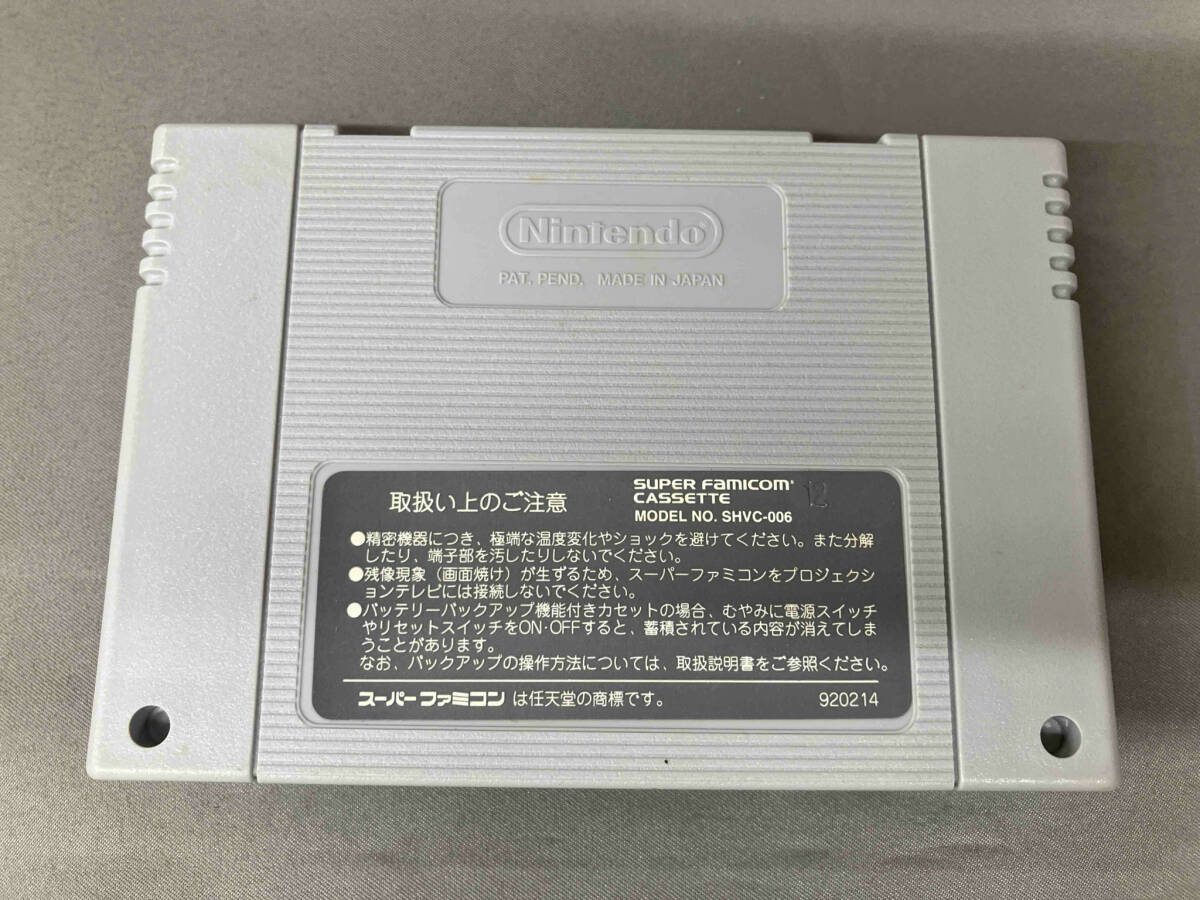 Nintendo
PAT. PEND. MADE IN JAPAN
取扱い上のご注意
SUPER FAMICOM
CASSETTE
MODEL NO. SHVC-006
12
●精密機器につき、極端な温度変化やショックを避けてください。また分解
したり、端子部を汚したりしないでください。
●残像現象（画面焼け）が生ずるため、スーパーファミコンをプロジェクシ
ョンテレビには接続しないでください。
●バッテリーバックアップ機能付きカセットの場合、むやみに電源スイッチ
やリセットスイッチをON・OFFすると、蓄積されている内容が消えてしま
うことがあります。
なお、バックアップの操作方法については、取扱説明書をご参照ください。
スーパーファミコンは任天堂の商標です。
920214